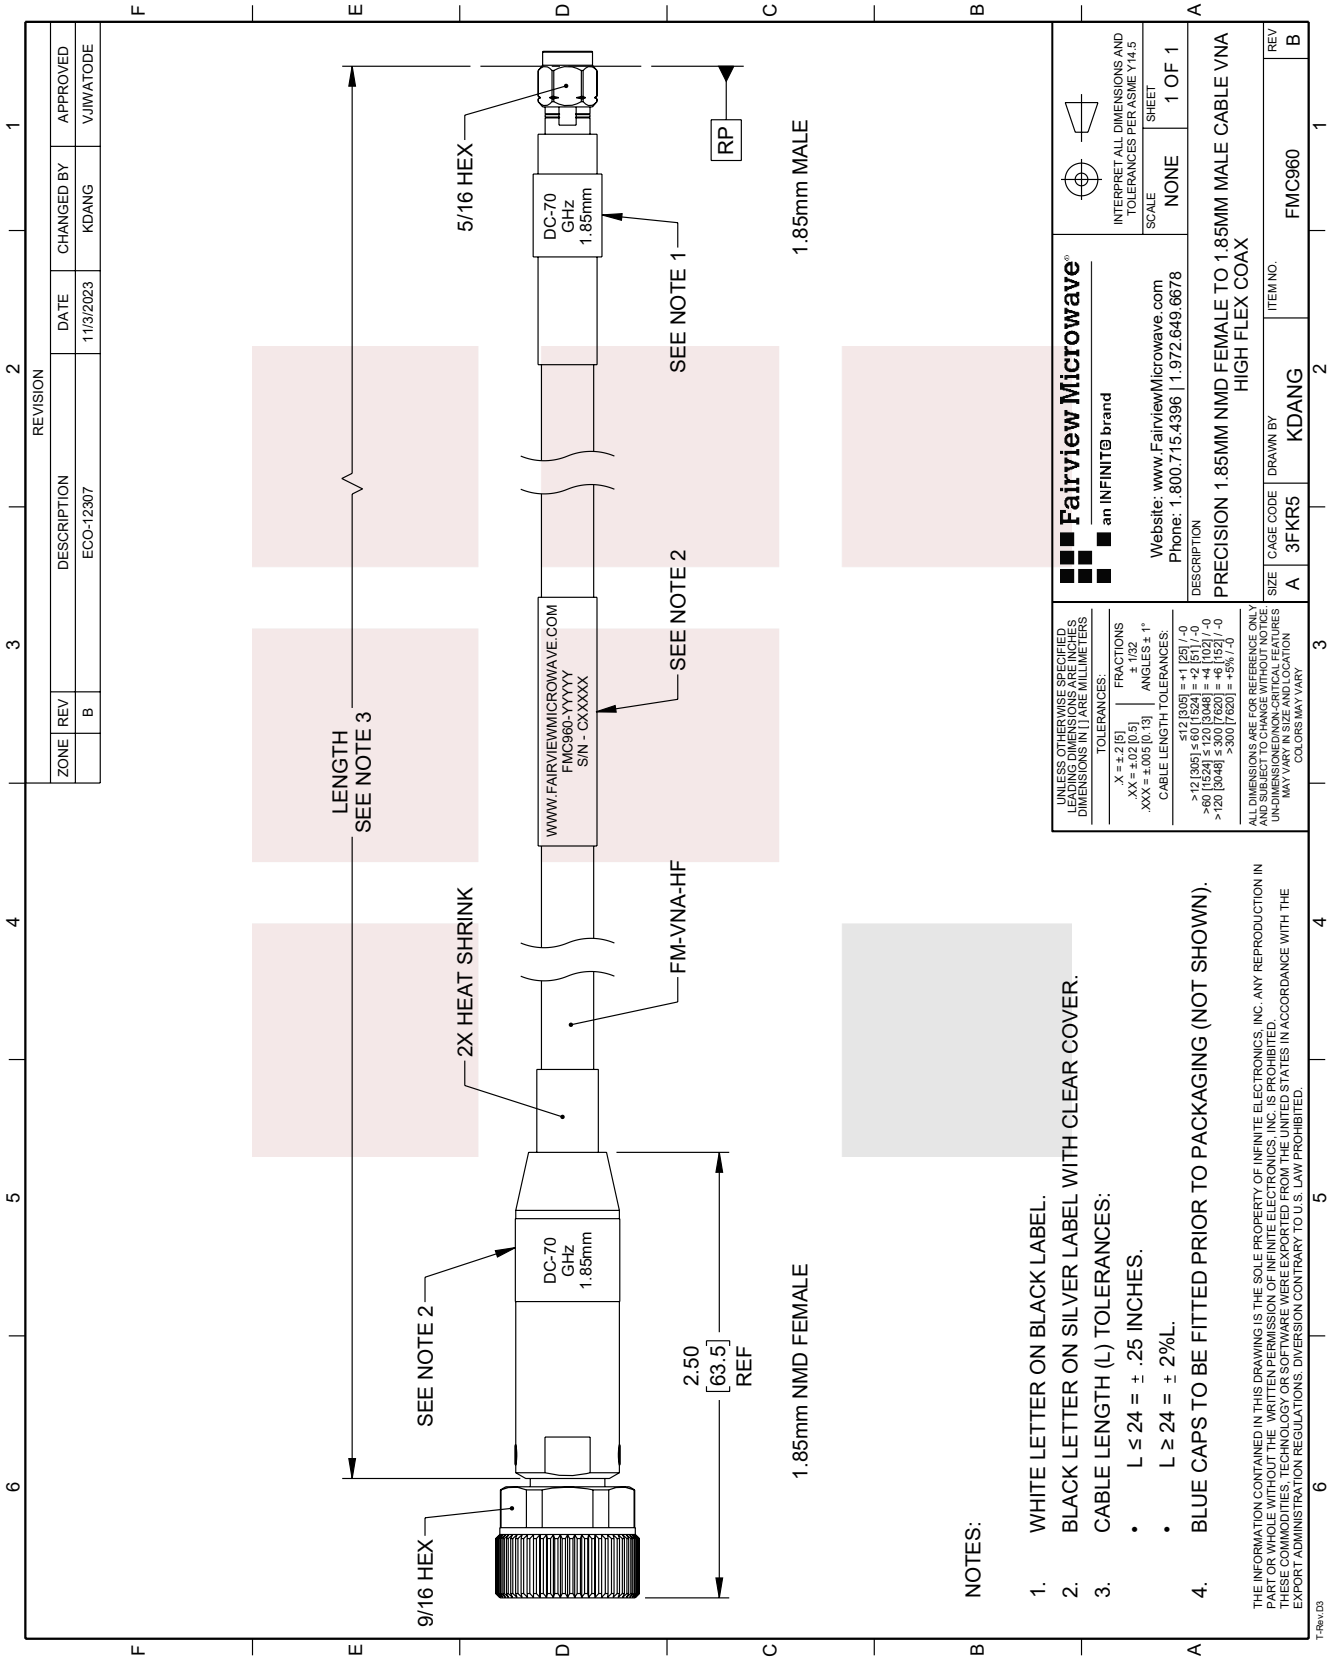 REVISION
ZONE REV DESCRIPTION DATE CHANGED BY APPROVED
B ECO-12307 11/3/2023 KDANG VJIWATODE
6 5 4 3 2 1
F
E
D
C
B
A
F
E
D
C
B
A
LENGTH
SEE NOTE 3
9/16 HEX
SEE NOTE 2
2X HEAT SHRINK
5/16 HEX
DC-70
GHz
1.85mm
WWW.FAIRVIEWMICROWAVE.COM
FMC960-YYYYY
S/N - CXXXXX
DC-70
GHz
1.85mm
FM-VNA-HF
SEE NOTE 2
SEE NOTE 1
RP
2.50
[63.5]
REF
1.85mm NMD FEMALE
1.85mm MALE
NOTES:
1. WHITE LETTER ON BLACK LABEL.
2. BLACK LETTER ON SILVER LABEL WITH CLEAR COVER.
3. CABLE LENGTH (L) TOLERANCES:
• L ≤ 24 = ± .25 INCHES.
• L ≥ 24 = ± 2%L.
4. BLUE CAPS TO BE FITTED PRIOR TO PACKAGING (NOT SHOWN).
THE INFORMATION CONTAINED IN THIS DRAWING IS THE SOLE PROPERTY OF INFINITE ELECTRONICS, INC. ANY REPRODUCTION IN
PART OR WHOLE WITHOUT THE WRITTEN PERMISSION OF INFINITE ELECTRONICS, INC. IS PROHIBITED.
THESE COMMODITIES, TECHNOLOGY OR SOFTWARE WERE EXPORTED FROM THE UNITED STATES IN ACCORDANCE WITH THE
EXPORT ADMINISTRATION REGULATIONS. DIVERSION CONTRARY TO U.S. LAW PROHIBITED.
UNLESS OTHERWISE SPECIFIED
LEADING DIMENSIONS ARE INCHES
DIMENSIONS IN [ ] ARE MILLIMETERS
TOLERANCES:
.X = ±.2 [5] FRACTIONS
.XX = ±.02 [0.5] ± 1/32
.XXX = ±.005 [0.13] ANGLES ± 1°
CABLE LENGTH TOLERANCES:
≤12 [305] = +1 [25] / -0
>12 [305] ≤ 60 [1524] = +2 [51] / -0
>60 [1524] ≤ 120 [3048] = +4 [102] / -0
>120 [3048] ≤ 300 [7620] = +6 [152] / -0
>300 [7620] = +5% / -0
ALL DIMENSIONS ARE FOR REFERENCE ONLY
AND SUBJECT TO CHANGE WITHOUT NOTICE.
UN-DIMENSIONED/NON-CRITICAL FEATURES
MAY VARY IN SIZE AND LOCATION
COLORS MAY VARY
Fairview Microwave®
an INFINITE brand
Website: www.FairviewMicrowave.com
Phone: 1.800.715.4396 | 1.972.649.6678
INTERPRET ALL DIMENSIONS AND
TOLERANCES PER ASME Y14.5
SCALE NONE
SHEET 1 OF 1
DESCRIPTION
PRECISION 1.85MM NMD FEMALE TO 1.85MM MALE CABLE VNA
HIGH FLEX COAX
SIZE A
CAGE CODE 3FKR5
DRAWN BY KDANG
ITEM NO. FMC960
REV B
6 5 4 3 2 1
T-Rev.D3